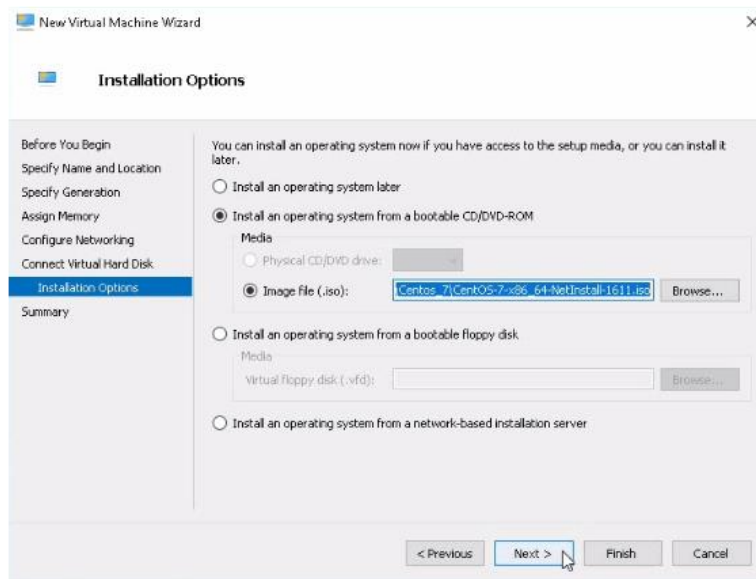 New Virtual Machine Wizard
Installation Options
Before You Begin
Specify Name and Location
Specify Generation
Assign Memory
Configure Networking
Connect Virtual Hard Disk
Installation Options
Summary
You can install an operating system now if you have access to the setup media, or you can install it
later.
Install an operating system later
Install an operating system from a bootable CD/DVD-ROM
Media
Physical CD/DVD drive:
Image file (.iso):
Centos_7\CentOS-7-x86_64-NetInstall-1611.iso
Browse...
Install an operating system from a bootable floppy disk
Media
Virtual floppy disk (.vfd):
Browse...
Install an operating system from a network-based installation server
< Previous
Next >
Finish
Cancel